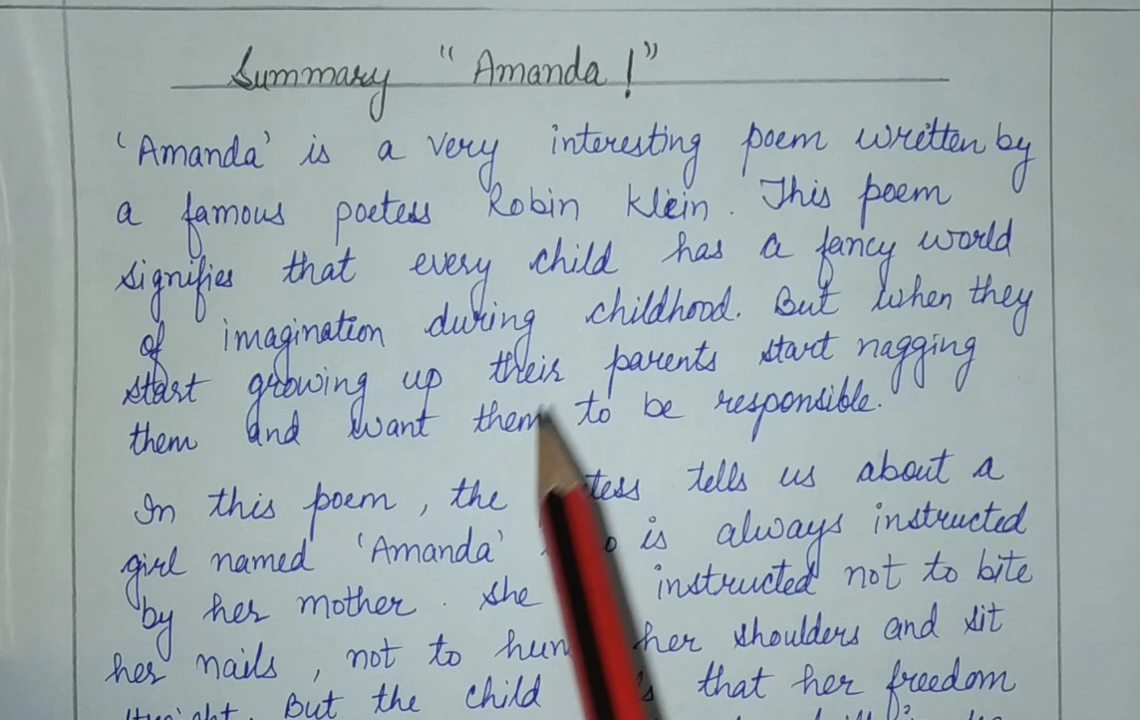 Summary "Amanda!"
'Amanda' is a very interesting poem written by
a famous poetess Robin Klein. This poem
signifies that every child has a fancy world
of imagination during childhood. But when they
start growing up their parents start nagging
them and want them to be responsible.
In this poem, the tells us about a
girl named 'Amanda' is always instructed
by her mother. She instructed not to bite
her nails, not to her shoulders and sit
But the child that her freedom